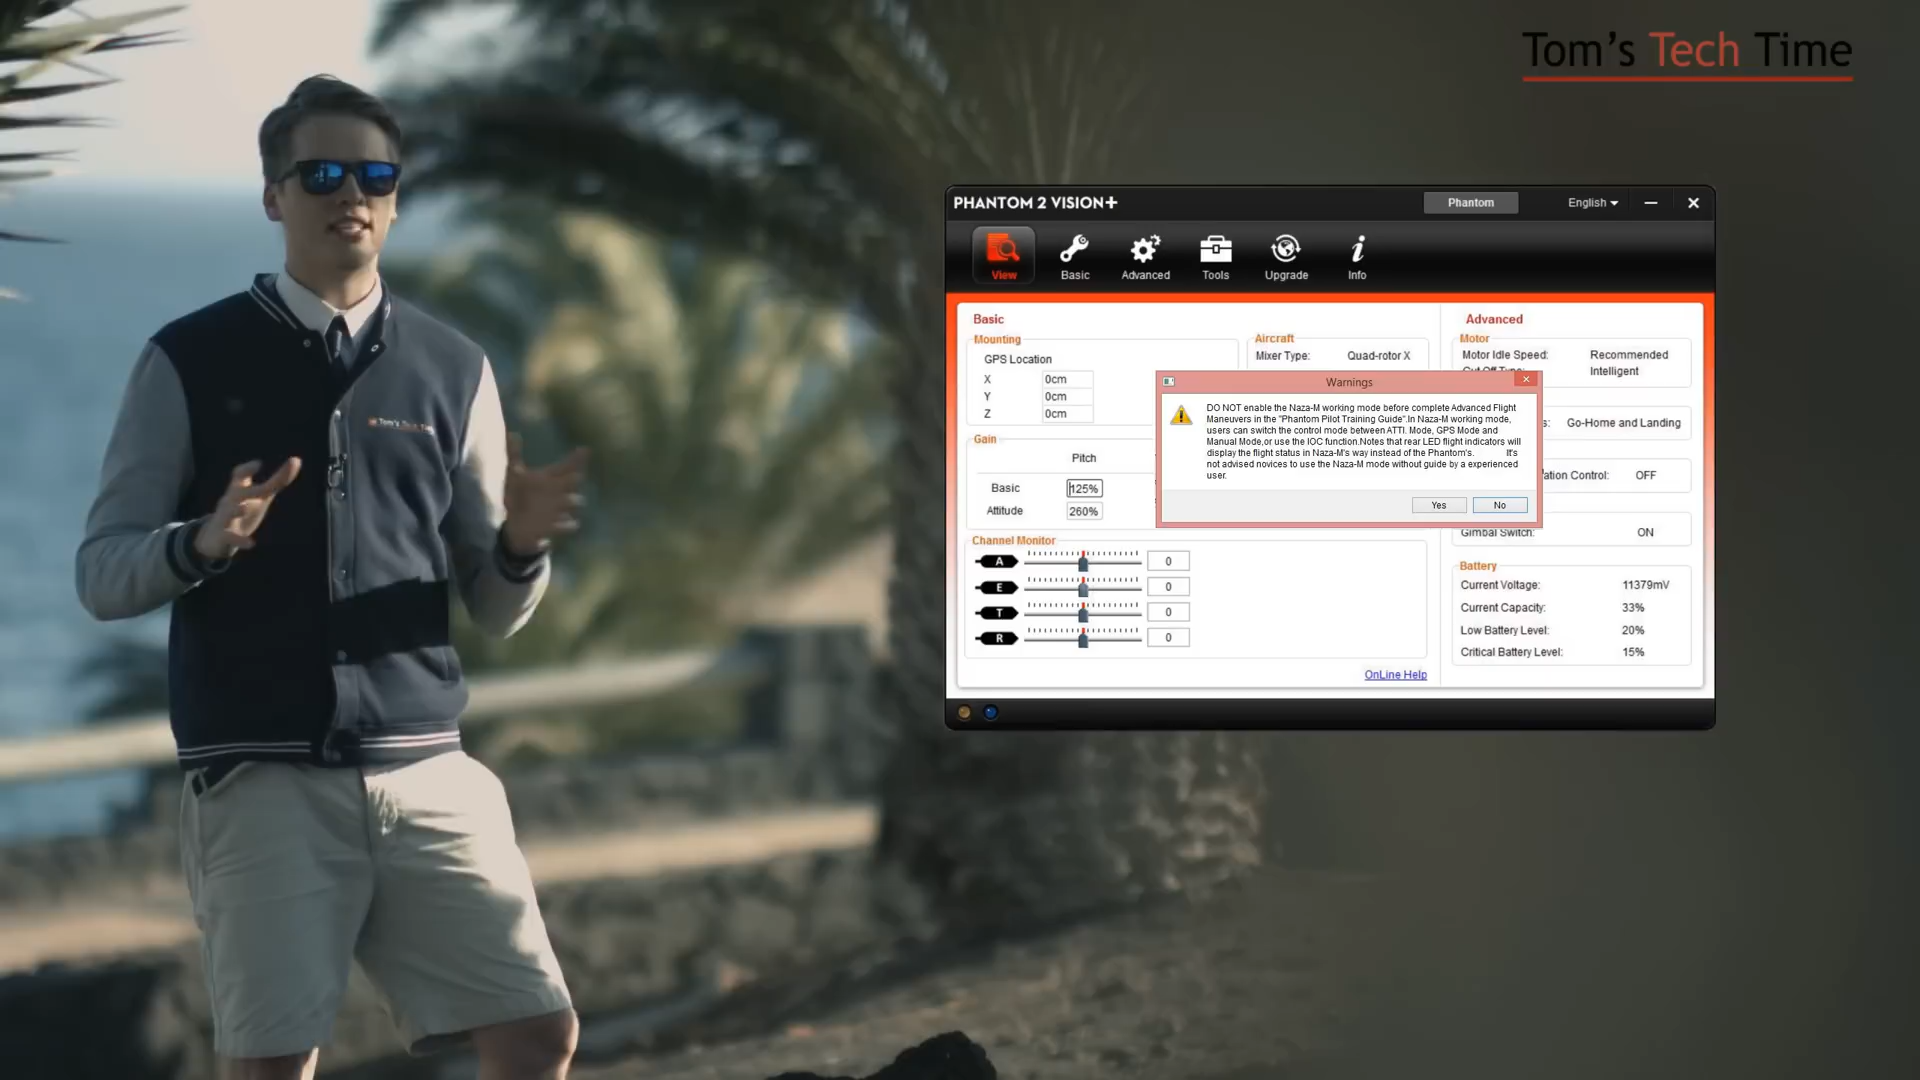 Tom's Tech Time
Tom's Tech
PHANTOM 2 VISION+
Phantom
English
View
Basic
Advanced
Tools
Upgrade
Info
Basic
Mounting
GPS Location
X 0cm
Y 0cm
Z 0cm
Aircraft
Mixer Type: Quad-rotor X
Gain
Pitch
Basic 125%
Attitude 260%
Warnings
DO NOT enable the Naza-M working mode before complete Advanced Flight
Maneuvers in the "Phantom Pilot Training Guide".In Naza-M working mode,
users can switch the control mode between ATTI. Mode, GPS Mode and
Manual Mode,or use the IOC function.Notes that rear LED flight indicators will
display the flight status in Naza-M's way instead of the Phantom's. It's
not advised novices to use the Naza-M mode without guide by a experienced
user.
Yes
No
Channel Monitor
A 0
E 0
T 0
R 0
OnLine Help
Advanced
Motor
Motor Idle Speed: Recommended
Cut Off Type: Intelligent
Go-Home and Landing
Control: OFF
Gimbal Switch: ON
Battery
Current Voltage: 11379mV
Current Capacity: 33%
Low Battery Level: 20%
Critical Battery Level: 15%